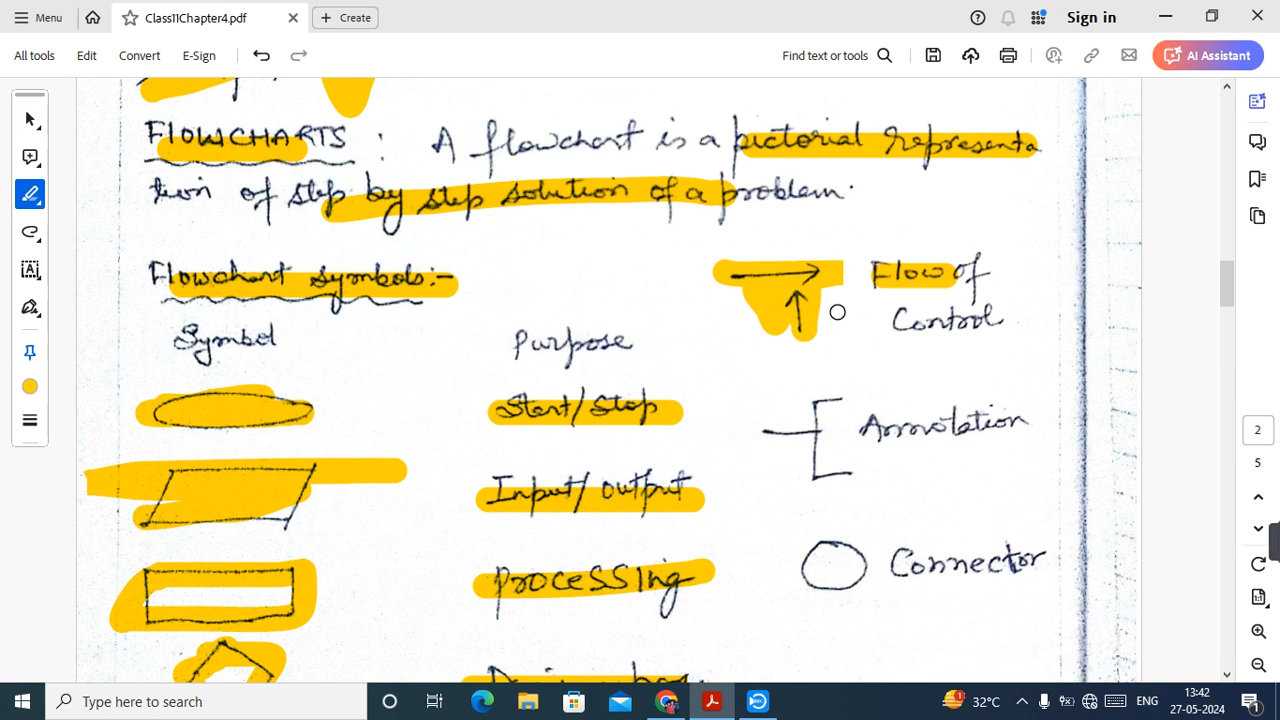 Menu
Class11Chapter4.pdf
Create
Sign in
All tools
Edit
Convert
E-Sign
Find text or tools
AI Assistant
FLOWCHARTS : A flowchart is a pictorial representa
tion of step by step solution of a problem.
Flowchart symbols:-
Flow of
Control
Symbol
Purpose
Start/Stop
Annotation
Input/output
Processing
Connector
2
5
Type here to search
1
32°C
ENG
13:42
27-05-2024
1